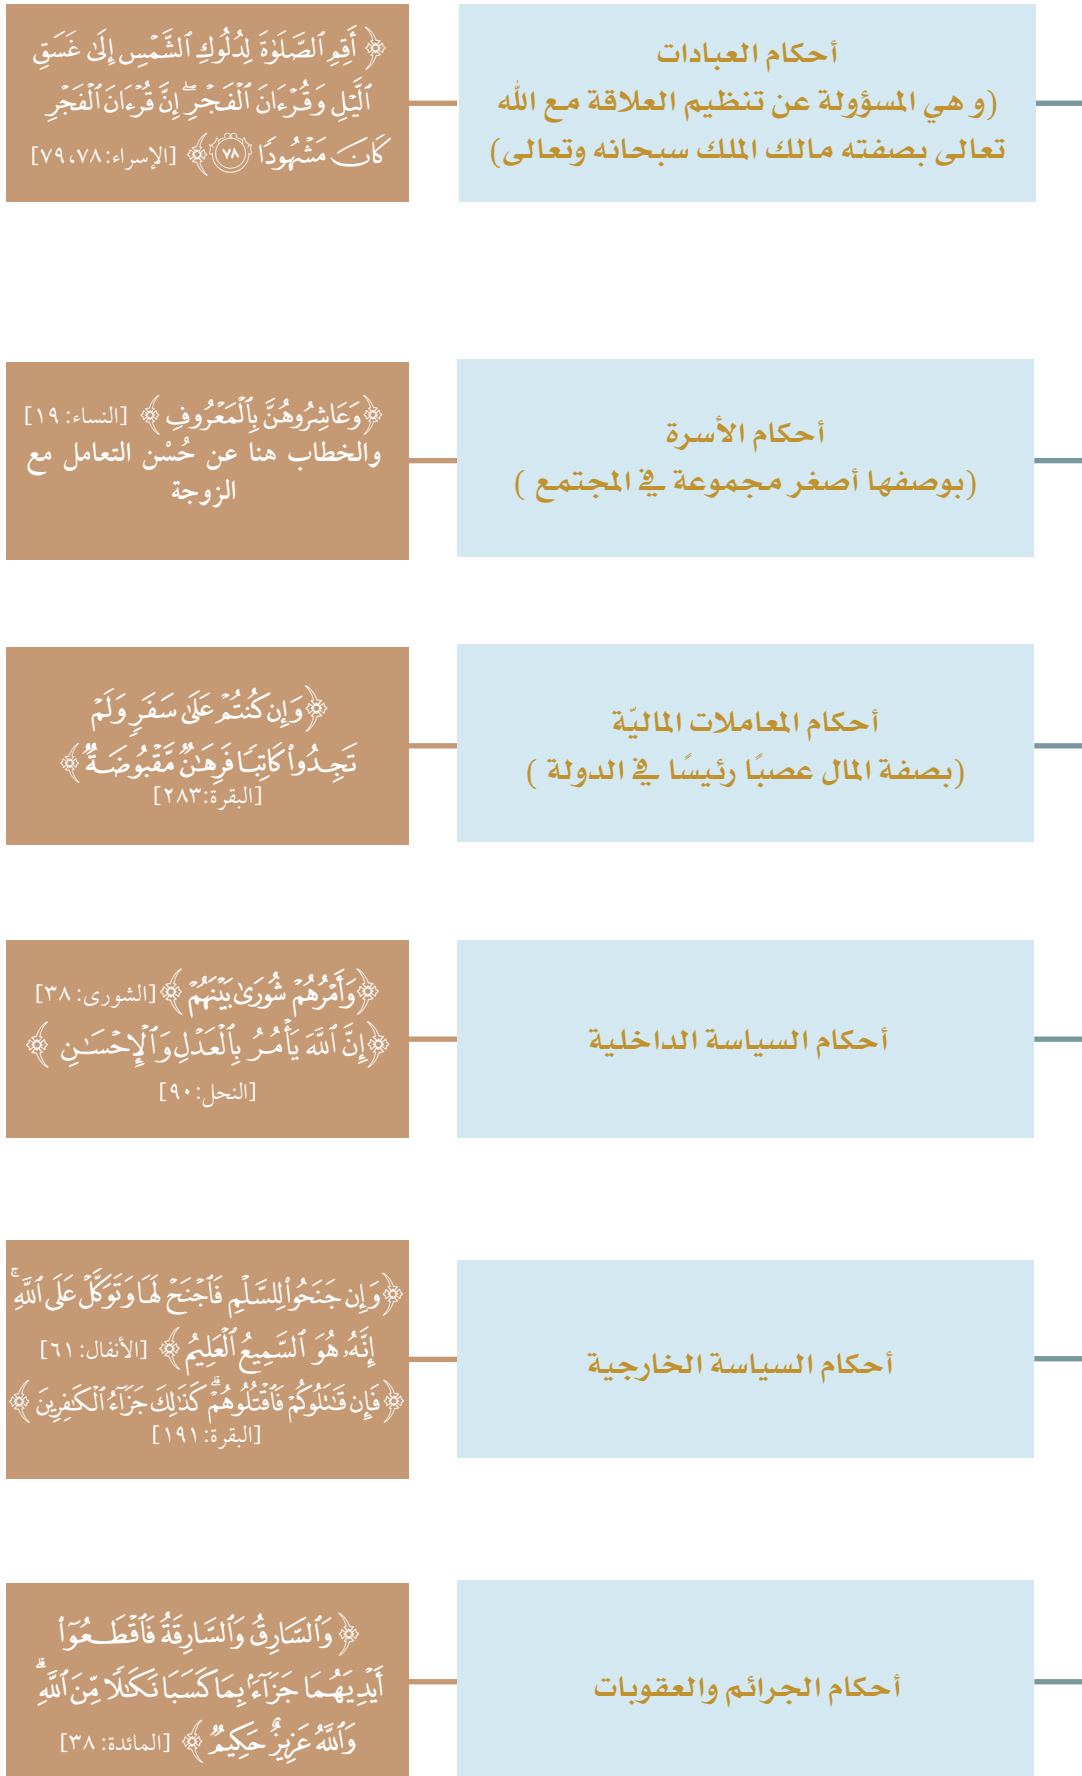 أحكام العبادات
(و هي المسؤولة عن تنظيم العلاقة مع الله
تعالى بصفته مالك الملك سبحانه وتعالى)
﴿ أَقِمِ ٱلصَّلَوٰةَ لِدُلُوكِ ٱلشَّمۡسِ إِلَىٰ غَسَقِ
ٱلَّيۡلِ وَقُرۡءَانَ ٱلۡفَجۡرِۖ إِنَّ قُرۡءَانَ ٱلۡفَجۡرِ
كَانَ مَشۡهُودٗا ٧٨ ﴾ [الإسراء: ٧٨، ٧٩]
أحكام الأسرة
(بوصفها أصغر مجموعة في المجتمع )
﴿وَعَاشِرُوهُنَّ بِٱلۡمَعۡرُوفِ ﴾ [النساء: ١٩]
والخطاب هنا عن حُسْن التعامل مع
الزوجة
أحكام المعاملات الماليّة
(بصفة المال عصبًا رئيسًا في الدولة )
﴿وَإِن كُنتُمۡ عَلَىٰ سَفَرٖ وَلَمۡ
تَجِدُواْ كَاتِبٗا فَرِهَٰنٞ مَّقۡبُوضَةٞ ﴾
[البقرة: ٢٨٣]
أحكام السياسة الداخلية
﴿وَأَمۡرُهُمۡ شُورَىٰ بَيۡنَهُمۡ ﴾ [الشورى: ٣٨]
﴿إِنَّ ٱللَّهَ يَأۡمُرُ بِٱلۡعَدۡلِ وَٱلۡإِحۡسَٰنِ ﴾
[النحل: ٩٠]
أحكام السياسة الخارجية
﴿وَإِن جَنَحُواْ لِلسَّلۡمِ فَٱجۡنَحۡ لَهَا وَتَوَكَّلۡ عَلَى ٱللَّهِۚ
إِنَّهُۥ هُوَ ٱلسَّمِيعُ ٱلۡعَلِيمُ ﴾ [الأنفال: ٦١]
﴿فَإِن قَٰتَلُوكُمۡ فَٱقۡتُلُوهُمۡۗ كَذَٰلِكَ جَزَآءُ ٱلۡكَٰفِرِينَ ﴾
[البقرة: ١٩١]
أحكام الجرائم والعقوبات
﴿ وَٱلسَّارِقُ وَٱلسَّارِقَةُ فَٱقۡطَعُوٓاْ
أَيۡدِيَهُمَا جَزَآءَۢ بِمَا كَسَبَا نَكَٰلٗا مِّنَ ٱللَّهِۗ
وَٱللَّهُ عَزِيزٌ حَكِيمٞ ﴾ [المائدة: ٣٨]